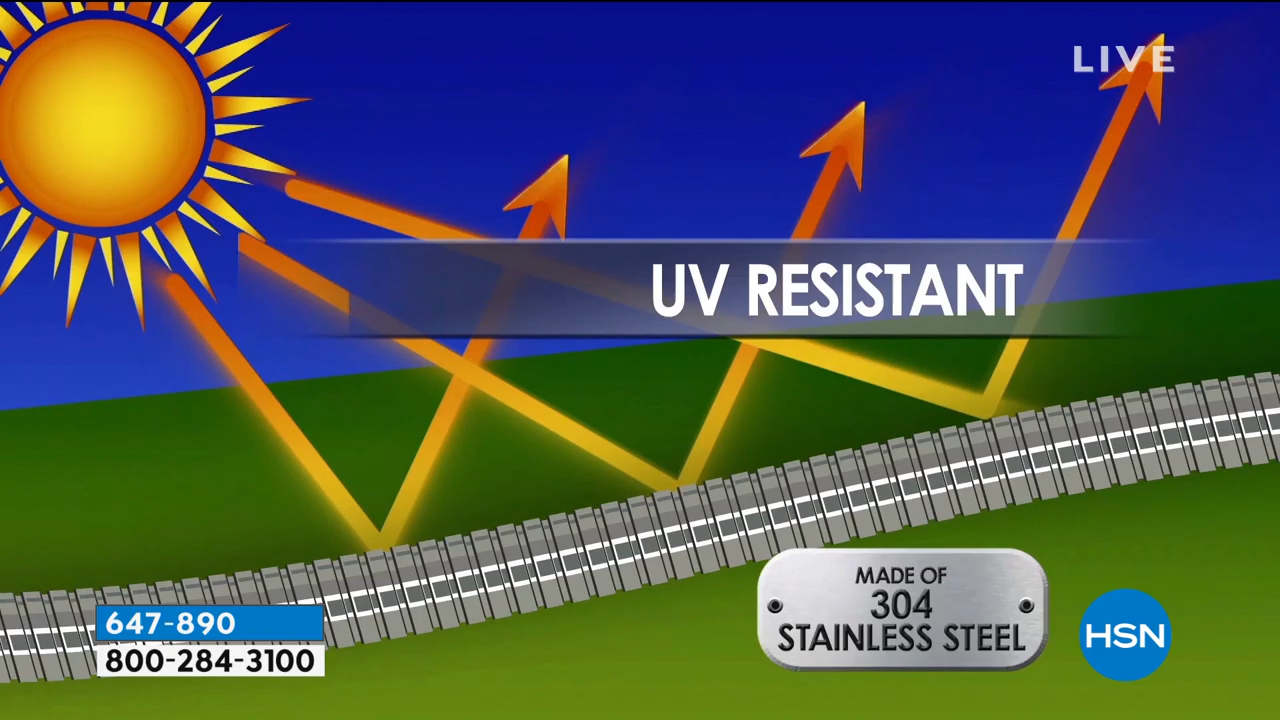 LIVE
UV RESISTANT
MADE OF
304
STAINLESS STEEL
647-890
800-284-3100
HSN